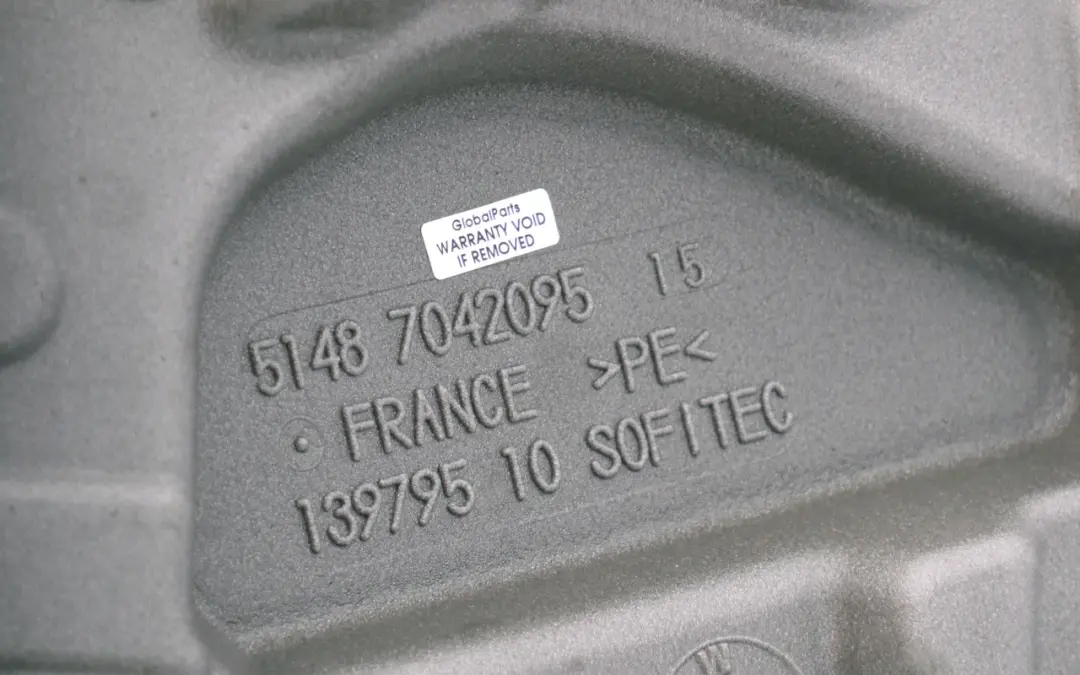 GlobalParts
WARRANTY VOID
IF REMOVED
5148 7042095 15
FRANCE >PE<
139795 10 SOFITEC
W